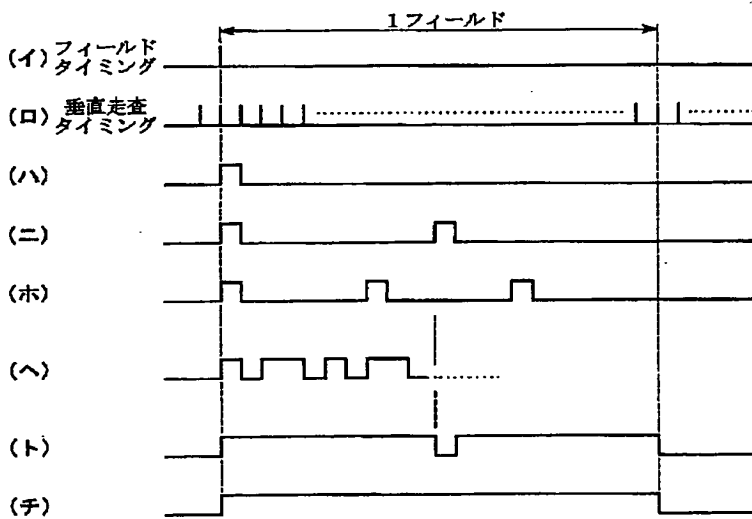 1フィールド
(イ) フィールド
タイミング
(ロ) 垂直走査
タイミング
(ハ)
(ニ)
(ホ)
(ヘ)
(ト)
(チ)